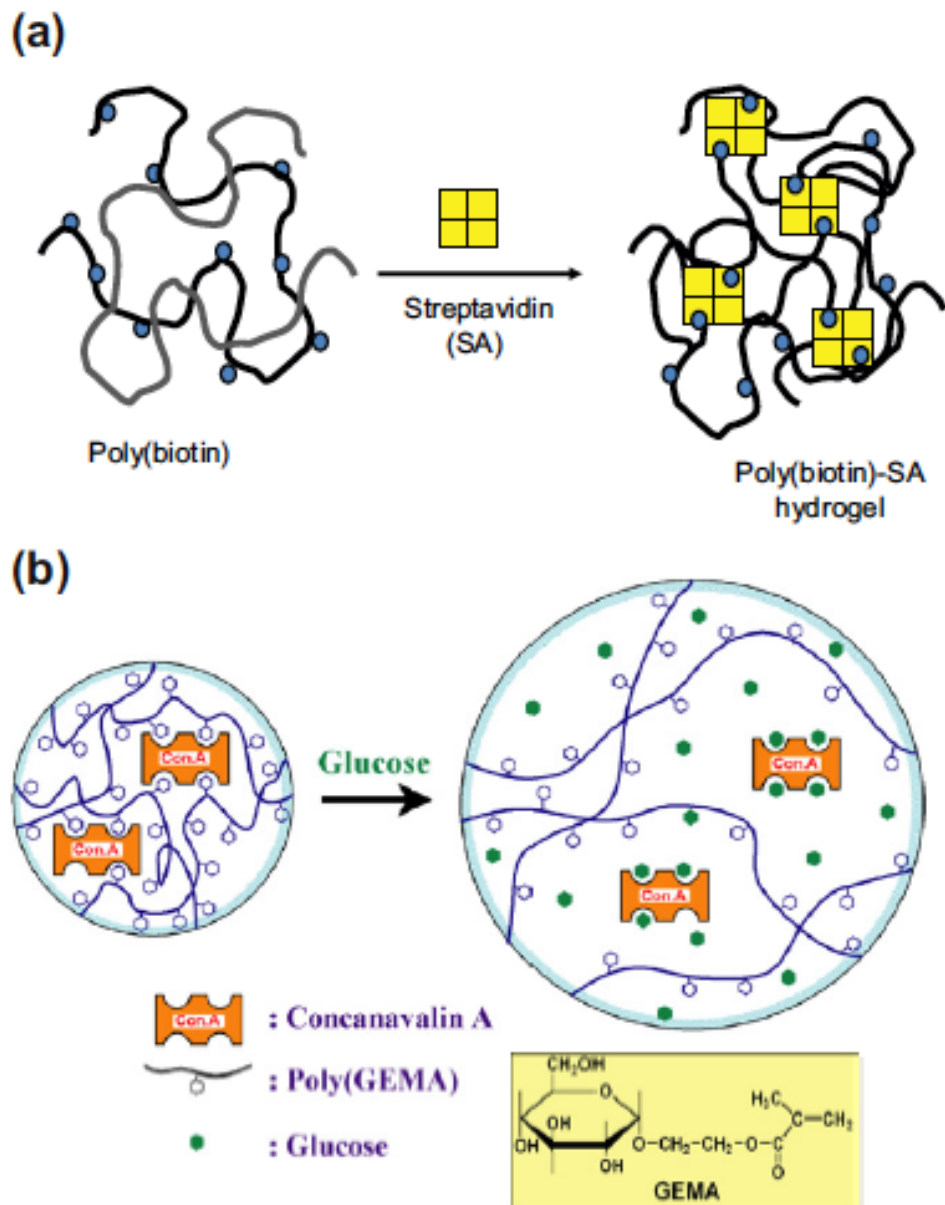 (a)
Streptavidin
(SA)
Poly(biotin)
Poly(biotin)-SA
hydrogel
(b)
Con.A
Con.A
Glucose
Con.A
Con.A
Con.A : Concanavalin A
: Poly(GEMA)
: Glucose
CH₂OH
O
OH
OH
OH
O-CH₂-CH₂-O-C
O
H₃C
C=CH₂
GEMA